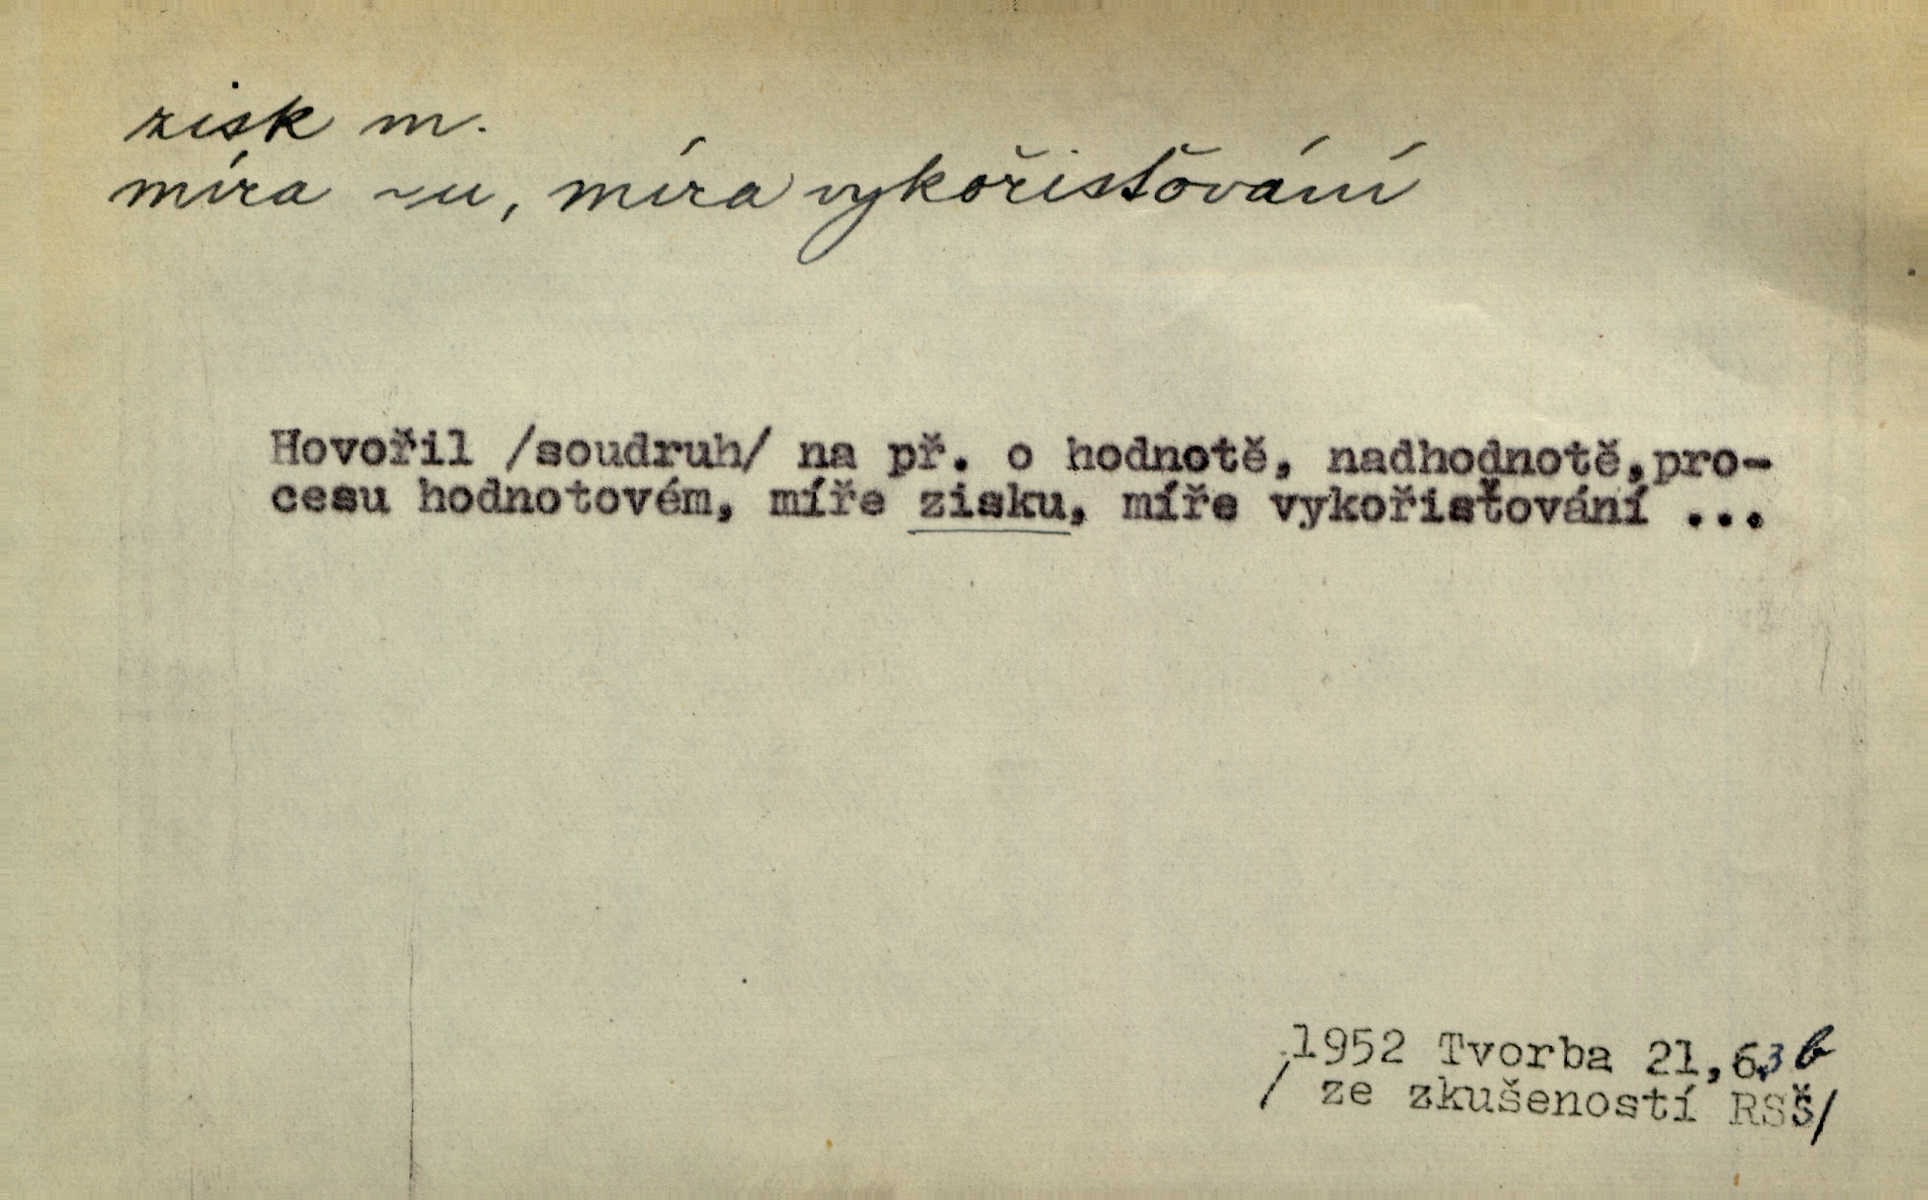 zisk m.
míra ~u, míra vykořisťování
Hovořil /soudruh/ na př. o hodnotě, nadhodnotě,pro-
cesu hodnotovém, míře zisku, míře vykořisťování ...
1952 Tvorba 21,63b
/ ze zkušeností RSŠ/